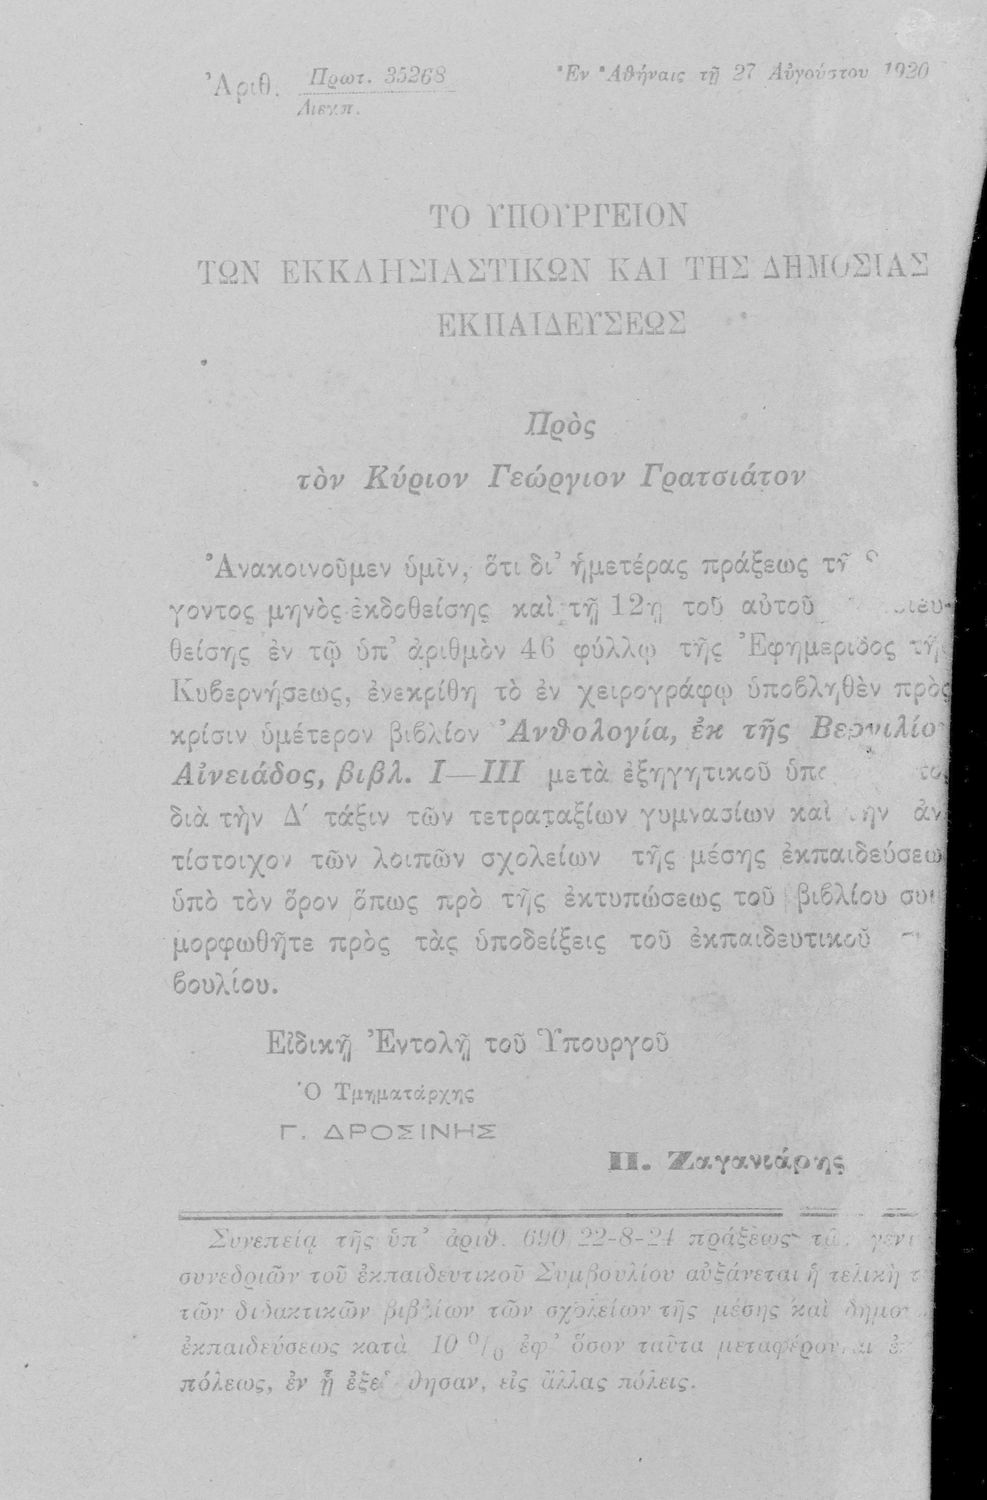 Ἀριθ. Πρωτ. 35268 Ἐν Ἀθήναις τῇ 27 Αὐγούστου 1920
Διεκπ.
ΤΟ ΥΠΟΥΡΓΕΙΟΝ
ΤΩΝ ΕΚΚΛΗΣΙΑΣΤΙΚΩΝ ΚΑΙ ΤΗΣ ΔΗΜΟΣΙΑΣ
ΕΚΠΑΙΔΕΥΣΕΩΣ
Πρὸς
τὸν Κύριον Γεώργιον Γρατσιάτον
Ἀνακοινοῦμεν ὑμῖν, ὅτι δι’ ἡμετέρας πράξεως
γοντος μηνὸς ἐκδοθείσης καὶ τῇ 12ῃ τοῦ αὐτοῦ
θείσης ἐν τῷ ὑπ’ ἀριθμὸν 46 φύλλῳ τῆς Ἐφημερίδος τῆς
Κυβερνήσεως, ἐνεκρίθη τὸ ἐν χειρογράφῳ ὑποβληθὲν πρὸς
κρίσιν ὑμέτερον βιβλίον Ἀνθολογία, ἐκ τῆς Βεργιλίο
Αἰνειάδος, βιβλ. I—III μετὰ ἐξηγητικοῦ
διὰ τὴν Δ′ τάξιν τῶν τετραταξίων γυμνασίων καὶ τὴν ἀν
τίστοιχον τῶν λοιπῶν σχολείων τῆς μέσης ἐκπαιδεύσεω
ὑπὸ τὸν ὅρον ὅπως πρὸ τῆς ἐκτυπώσεως τοῦ βιβλίου συμ
μορφωθῆτε πρὸς τὰς ὑποδείξεις τοῦ ἐκπαιδευτικοῦ
βουλίου.
Εἰδικῇ Ἐντολῇ τοῦ Ὑπουργοῦ
Ὁ Τμηματάρχης
Γ. ΔΡΟΣΙΝΗΣ
Π. Ζαγανιάρης
Συνεπείᾳ τῆς ὑπ’ ἀριθ. 690 22-8-24 πράξεως
συνεδριῶν τοῦ ἐκπαιδευτικοῦ Συμβουλίου αὐξάνεται ἡ τελικὴ
τῶν διδακτικῶν βιβλίων τῶν σχολείων τῆς μέσης καὶ
ἐκπαιδεύσεως κατὰ 10 % ἐφ’ ὅσον ταῦτα μεταφέρονται
πόλεως, ἐν ᾗ θησαν, εἰς ἄλλας πόλεις.